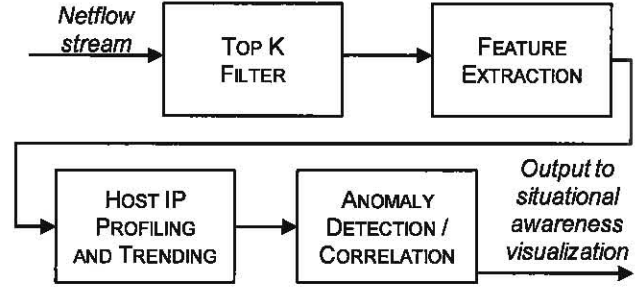 Netflow
stream
TOP K
FILTER
FEATURE
EXTRACTION
HOST IP
PROFILING
AND TRENDING
ANOMALY
DETECTION /
CORRELATION
Output to
situational
awareness
visualization